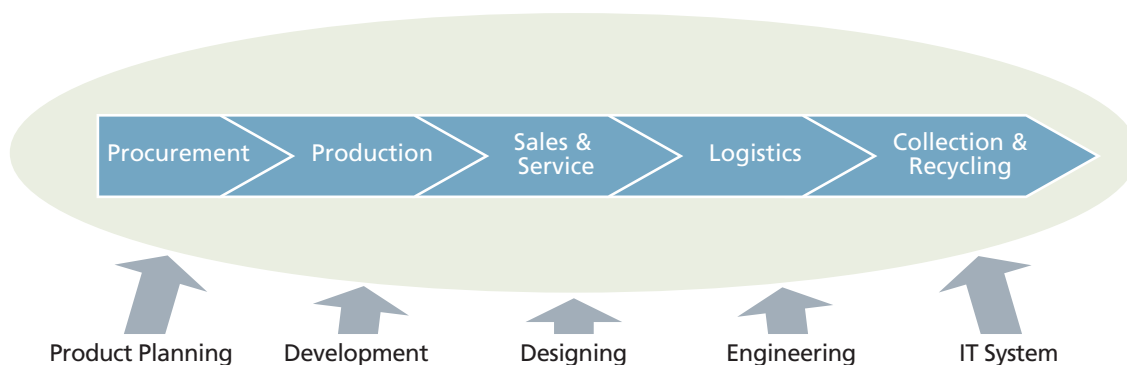 Procurement
Production
Sales &
Service
Logistics
Collection &
Recycling
Product Planning
Development
Designing
Engineering
IT System